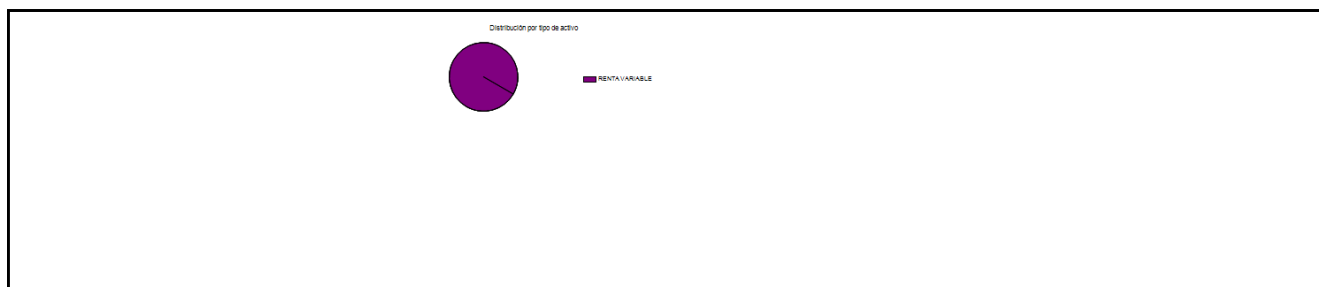 Distribución por tipo de activo
RENTA VARIABLE